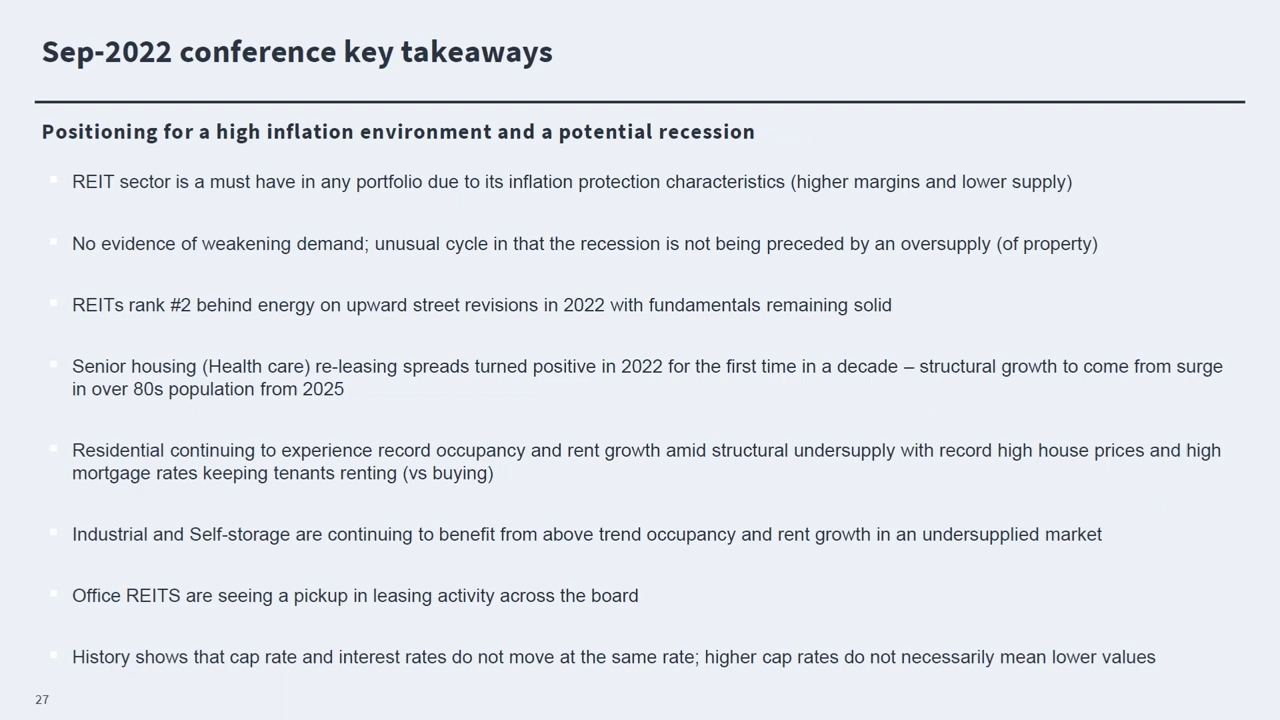 Sep-2022 conference key takeaways
Positioning for a high inflation environment and a potential recession
REIT sector is a must have in any portfolio due to its inflation protection characteristics (higher margins and lower supply)
No evidence of weakening demand; unusual cycle in that the recession is not being preceded by an oversupply (of property)
REITs rank #2 behind energy on upward street revisions in 2022 with fundamentals remaining solid
Senior housing (Health care) re-leasing spreads turned positive in 2022 for the first time in a decade – structural growth to come from surge
in over 80s population from 2025
Residential continuing to experience record occupancy and rent growth amid structural undersupply with record high house prices and high
mortgage rates keeping tenants renting (vs buying)
Industrial and Self-storage are continuing to benefit from above trend occupancy and rent growth in an undersupplied market
Office REITS are seeing a pickup in leasing activity across the board
History shows that cap rate and interest rates do not move at the same rate; higher cap rates do not necessarily mean lower values
27